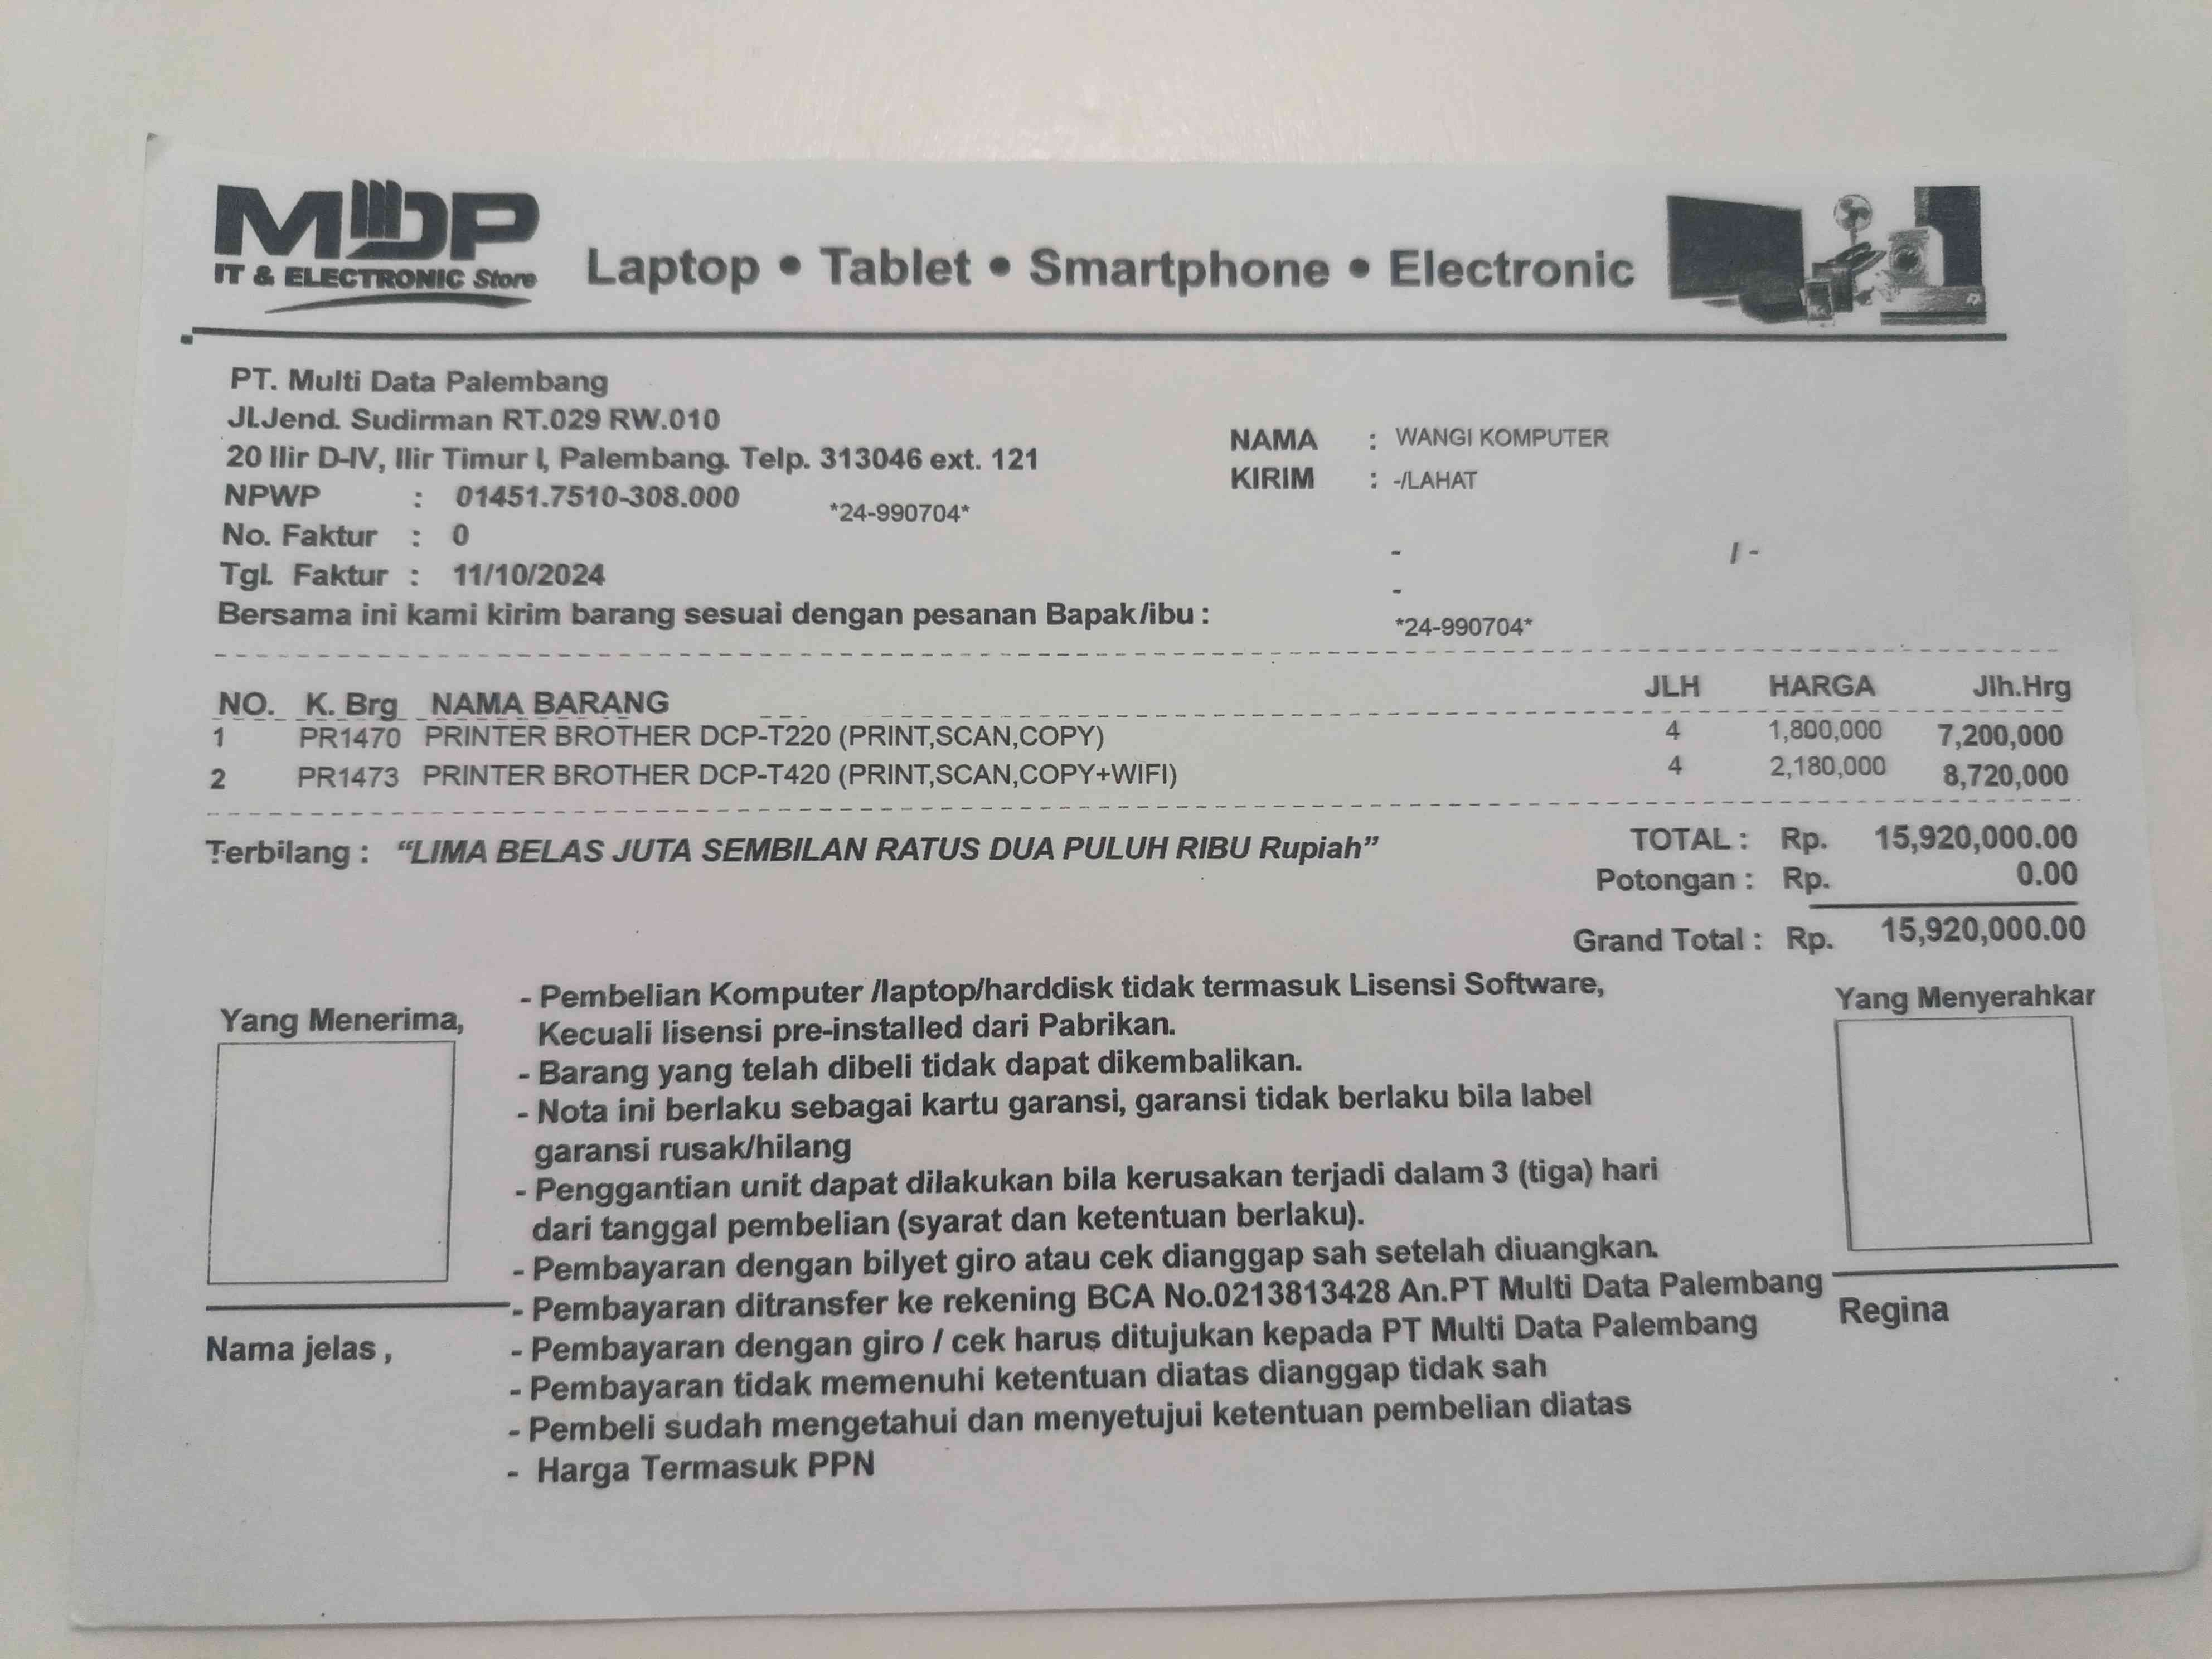 MDP
IT & ELECTRONIC Store
Laptop • Tablet • Smartphone • Electronic
PT. Multi Data Palembang
Jl.Jend. Sudirman RT.029 RW.010
20 Ilir D-IV, Ilir Timur I, Palembang. Telp. 313046 ext. 121
NPWP : 01451.7510-308.000 *24-990704*
No. Faktur : 0
Tgl. Faktur : 11/10/2024
NAMA : WANGI KOMPUTER
KIRIM : -/LAHAT
- / -
-
Bersama ini kami kirim barang sesuai dengan pesanan Bapak/ibu :
*24-990704*
NO. K. Brg NAMA BARANG JLH HARGA Jlh.Hrg
1 PR1470 PRINTER BROTHER DCP-T220 (PRINT,SCAN,COPY) 4 1,800,000 7,200,000
2 PR1473 PRINTER BROTHER DCP-T420 (PRINT,SCAN,COPY+WIFI) 4 2,180,000 8,720,000
Terbilang : “LIMA BELAS JUTA SEMBILAN RATUS DUA PULUH RIBU Rupiah”
TOTAL : Rp. 15,920,000.00
Potongan : Rp. 0.00
Grand Total : Rp. 15,920,000.00
Yang Menerima,
- Pembelian Komputer /laptop/harddisk tidak termasuk Lisensi Software,
Kecuali lisensi pre-installed dari Pabrikan.
- Barang yang telah dibeli tidak dapat dikembalikan.
- Nota ini berlaku sebagai kartu garansi, garansi tidak berlaku bila label
garansi rusak/hilang
- Penggantian unit dapat dilakukan bila kerusakan terjadi dalam 3 (tiga) hari
dari tanggal pembelian (syarat dan ketentuan berlaku).
- Pembayaran dengan bilyet giro atau cek dianggap sah setelah diuangkan.
- Pembayaran ditransfer ke rekening BCA No.0213813428 An.PT Multi Data Palembang
- Pembayaran dengan giro / cek harus ditujukan kepada PT Multi Data Palembang
- Pembayaran tidak memenuhi ketentuan diatas dianggap tidak sah
- Pembeli sudah mengetahui dan menyetujui ketentuan pembelian diatas
- Harga Termasuk PPN
Nama jelas ,
Yang Menyerahkar
Regina